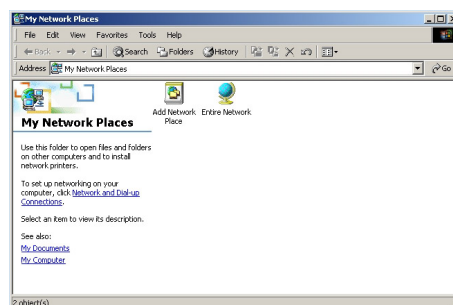 My Network Places
File Edit View Favorites Tools Help
Back Search Folders History
Address My Network Places Go
My Network Places
Add Network Place
Entire Network
Use this folder to open files and folders
on other computers and to install
network printers.
To set up networking on your
computer, click Network and Dial-up
Connections.
Select an item to view its description.
See also:
My Documents
My Computer
2 object(s)